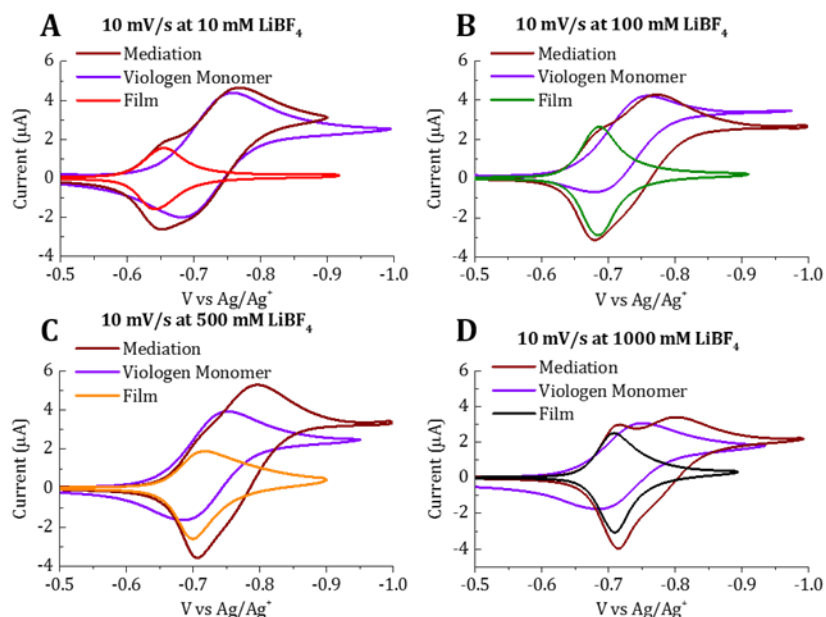 A
10 mV/s at 10 mM LiBF₄
Mediation
Viologen Monomer
Film
6
4
2
0
-2
-4
Current (μA)
-0.5 -0.6 -0.7 -0.8 -0.9 -1.0
V vs Ag/Ag⁺
B
10 mV/s at 100 mM LiBF₄
Mediation
Viologen Monomer
Film
6
4
2
0
-2
-4
Current (μA)
-0.5 -0.6 -0.7 -0.8 -0.9 -1.0
V vs Ag/Ag⁺
C
10 mV/s at 500 mM LiBF₄
Mediation
Viologen Monomer
Film
6
4
2
0
-2
-4
Current (μA)
-0.5 -0.6 -0.7 -0.8 -0.9 -1.0
V vs Ag/Ag⁺
D
10 mV/s at 1000 mM LiBF₄
Mediation
Viologen Monomer
Film
6
4
2
0
-2
-4
Current (μA)
-0.5 -0.6 -0.7 -0.8 -0.9 -1.0
V vs Ag/Ag⁺